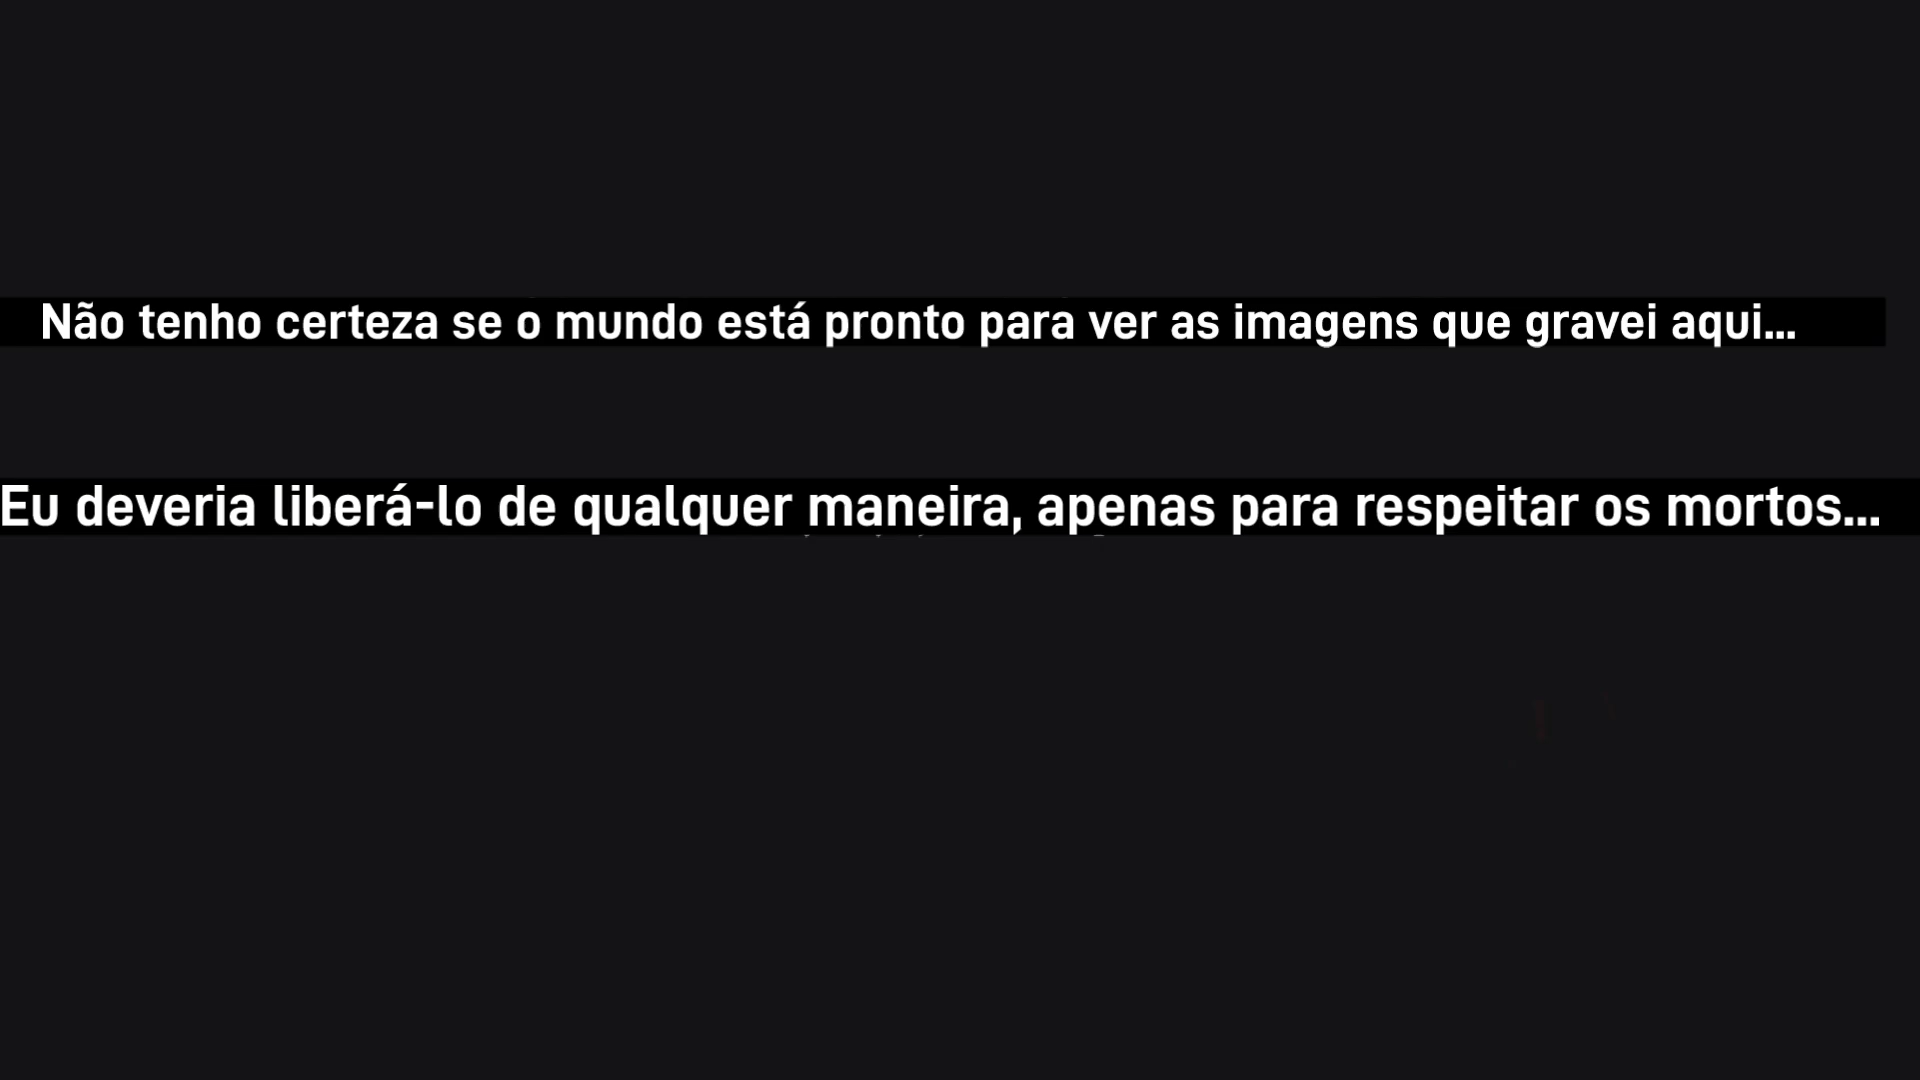 Não tenho certeza se o mundo está pronto para ver as imagens que gravei aqui...
Eu deveria liberá-lo de qualquer maneira, apenas para respeitar os mortos...